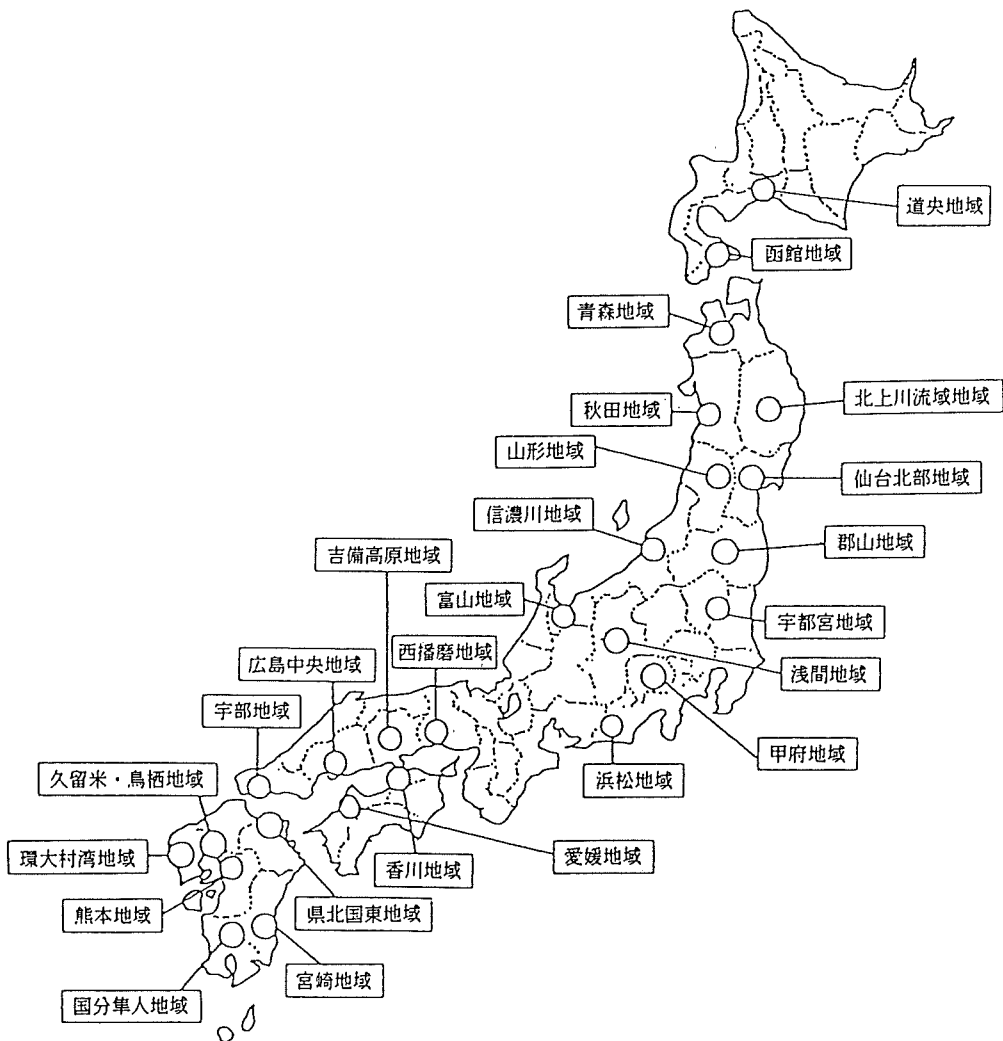 道央地域
函館地域
青森地域
北上川流域地域
秋田地域
山形地域
仙台北部地域
信濃川地域
郡山地域
吉備高原地域
富山地域
宇都宮地域
西播磨地域
広島中央地域
浅間地域
宇部地域
甲府地域
久留米・鳥栖地域
浜松地域
環大村湾地域
香川地域
愛媛地域
熊本地域
県北国東地域
宮崎地域
国分隼人地域